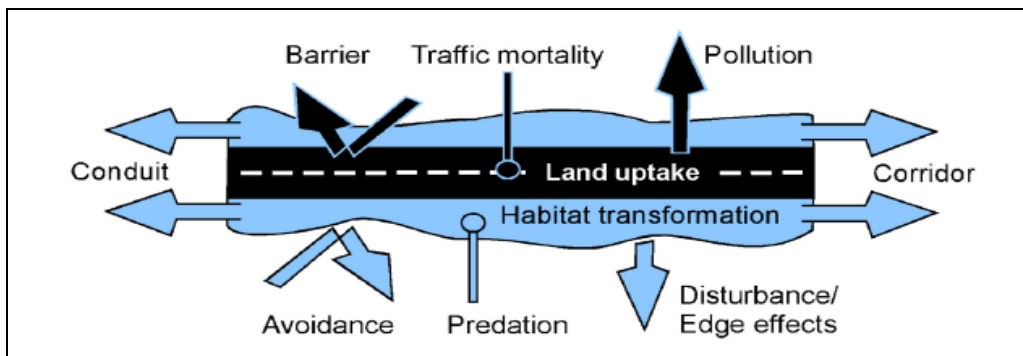 Barrier
Traffic mortality
Pollution
Conduit
Land uptake
Corridor
Habitat transformation
Avoidance
Predation
Disturbance/
Edge effects